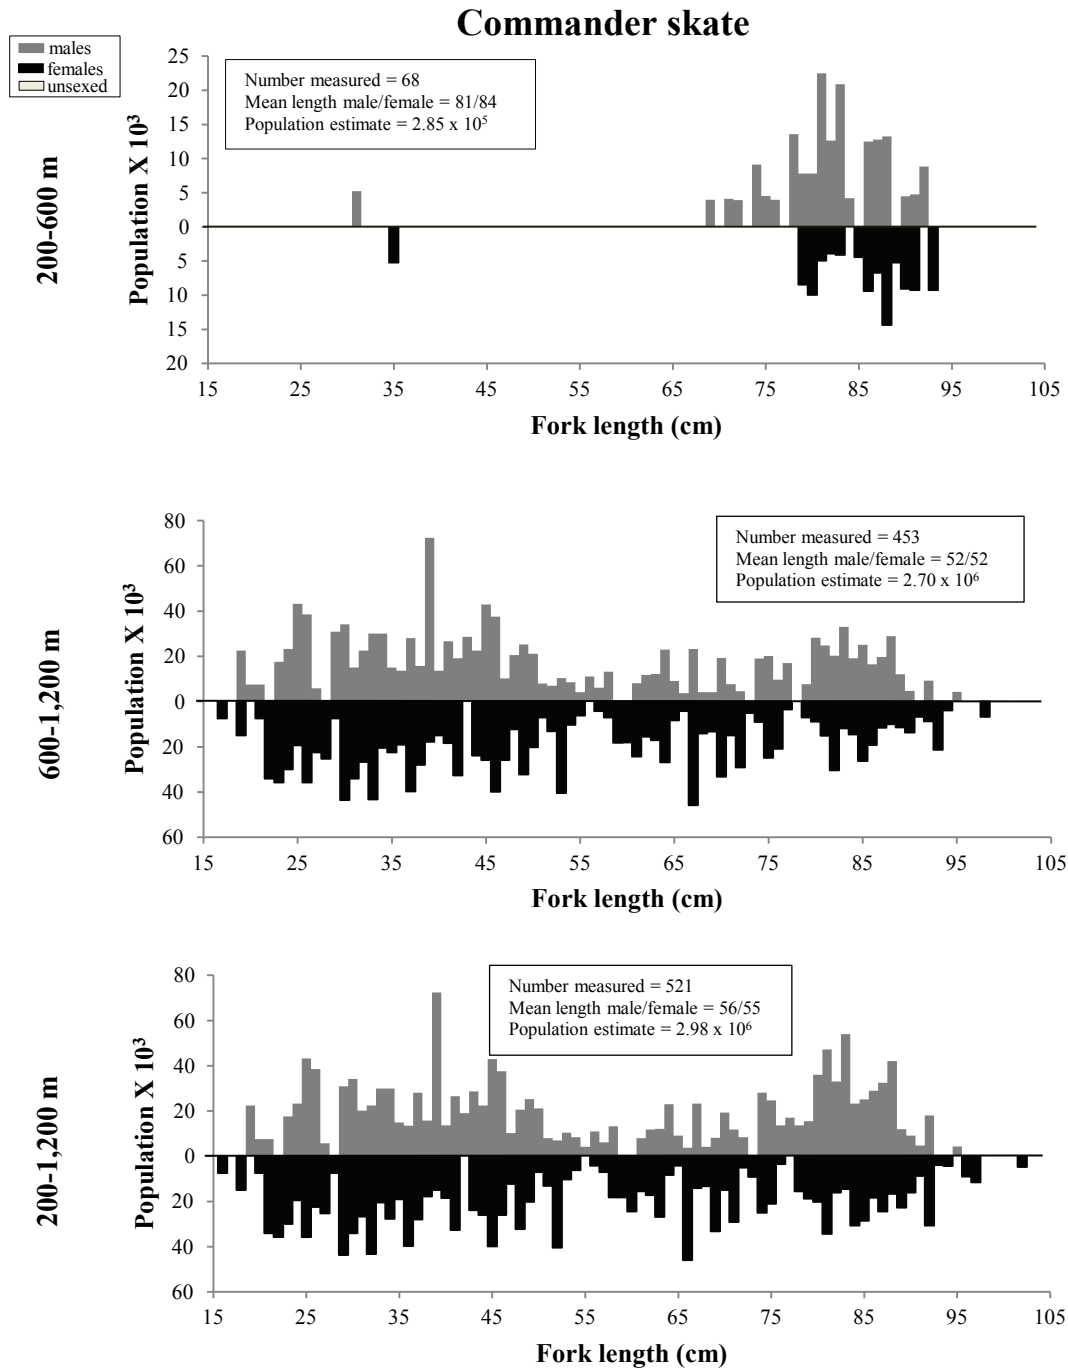 Commander skate
males
females
unsexed
200-600 m
Population X 10³
25
20
15
10
5
0
5
10
15
20
Number measured = 68
Mean length male/female = 81/84
Population estimate = 2.85 x 10⁵
15 25 35 45 55 65 75 85 95 105
Fork length (cm)
600-1,200 m
Population X 10³
80
60
40
20
0
20
40
60
Number measured = 453
Mean length male/female = 52/52
Population estimate = 2.70 x 10⁶
15 25 35 45 55 65 75 85 95 105
Fork length (cm)
200-1,200 m
Population X 10³
80
60
40
20
0
20
40
60
Number measured = 521
Mean length male/female = 56/55
Population estimate = 2.98 x 10⁶
15 25 35 45 55 65 75 85 95 105
Fork length (cm)